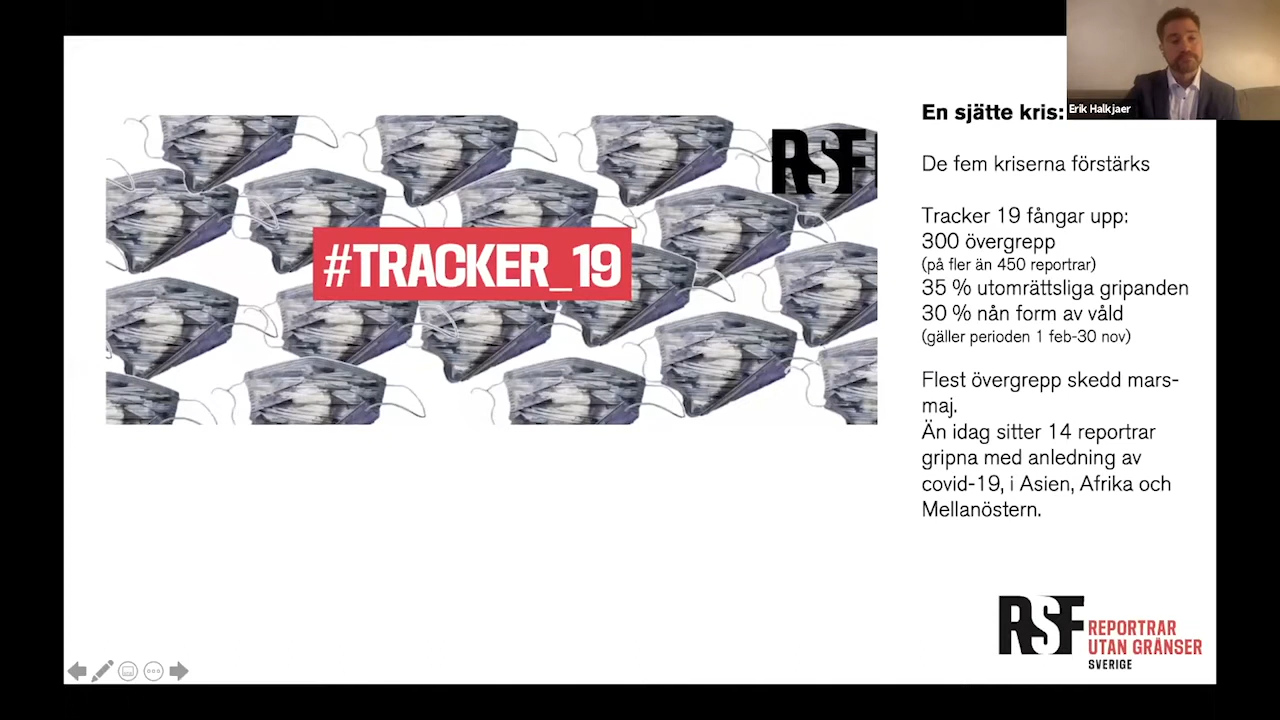 En sjätte kris:
Erik Halkjaer
De fem kriserna förstärks
Tracker 19 fångar upp:
300 övergrepp
(på fler än 450 reportrar)
35 % utomrättsliga gripanden
30 % nån form av våld
(gäller perioden 1 feb-30 nov)
Flest övergrepp skedd mars-
maj.
Än idag sitter 14 reportrar
gripna med anledning av
covid-19, i Asien, Afrika och
Mellanöstern.
RSF
#TRACKER_19
RSF
REPORTRAR
UTAN GRÄNSER
SVERIGE